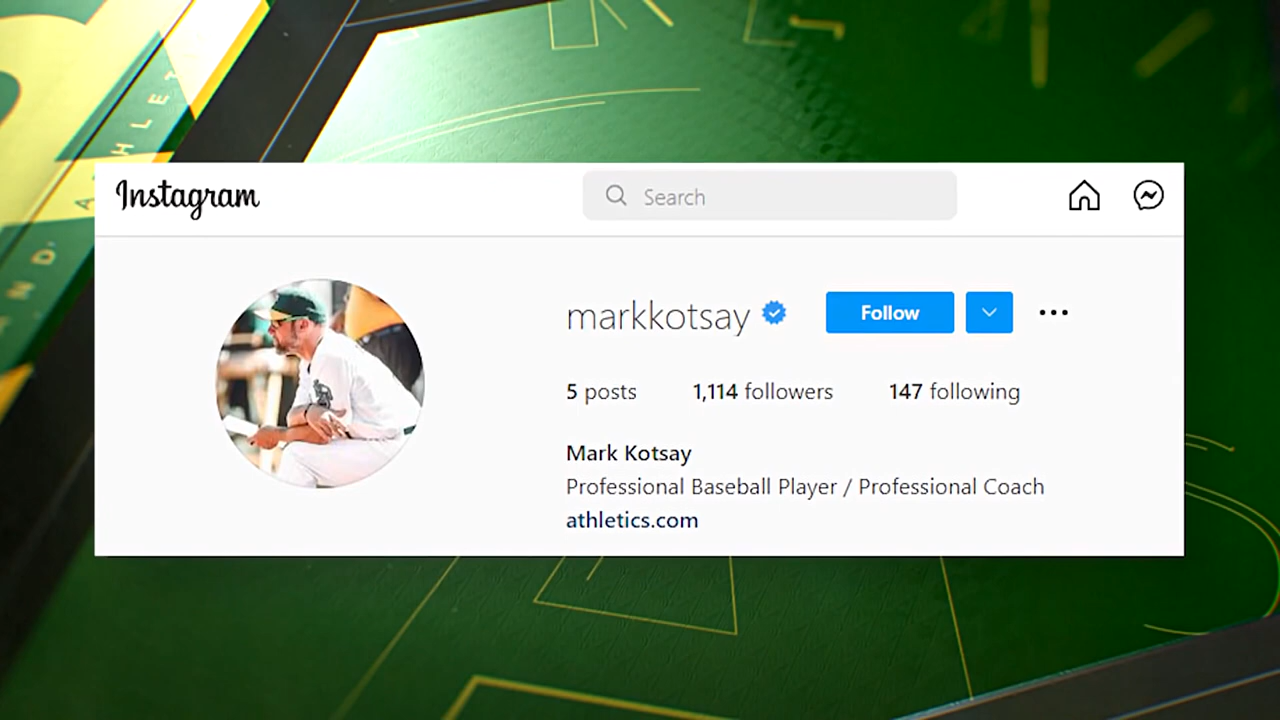 Instagram
Search
markkotsay
Follow
5 posts 1,114 followers 147 following
Mark Kotsay
Professional Baseball Player / Professional Coach
athletics.com